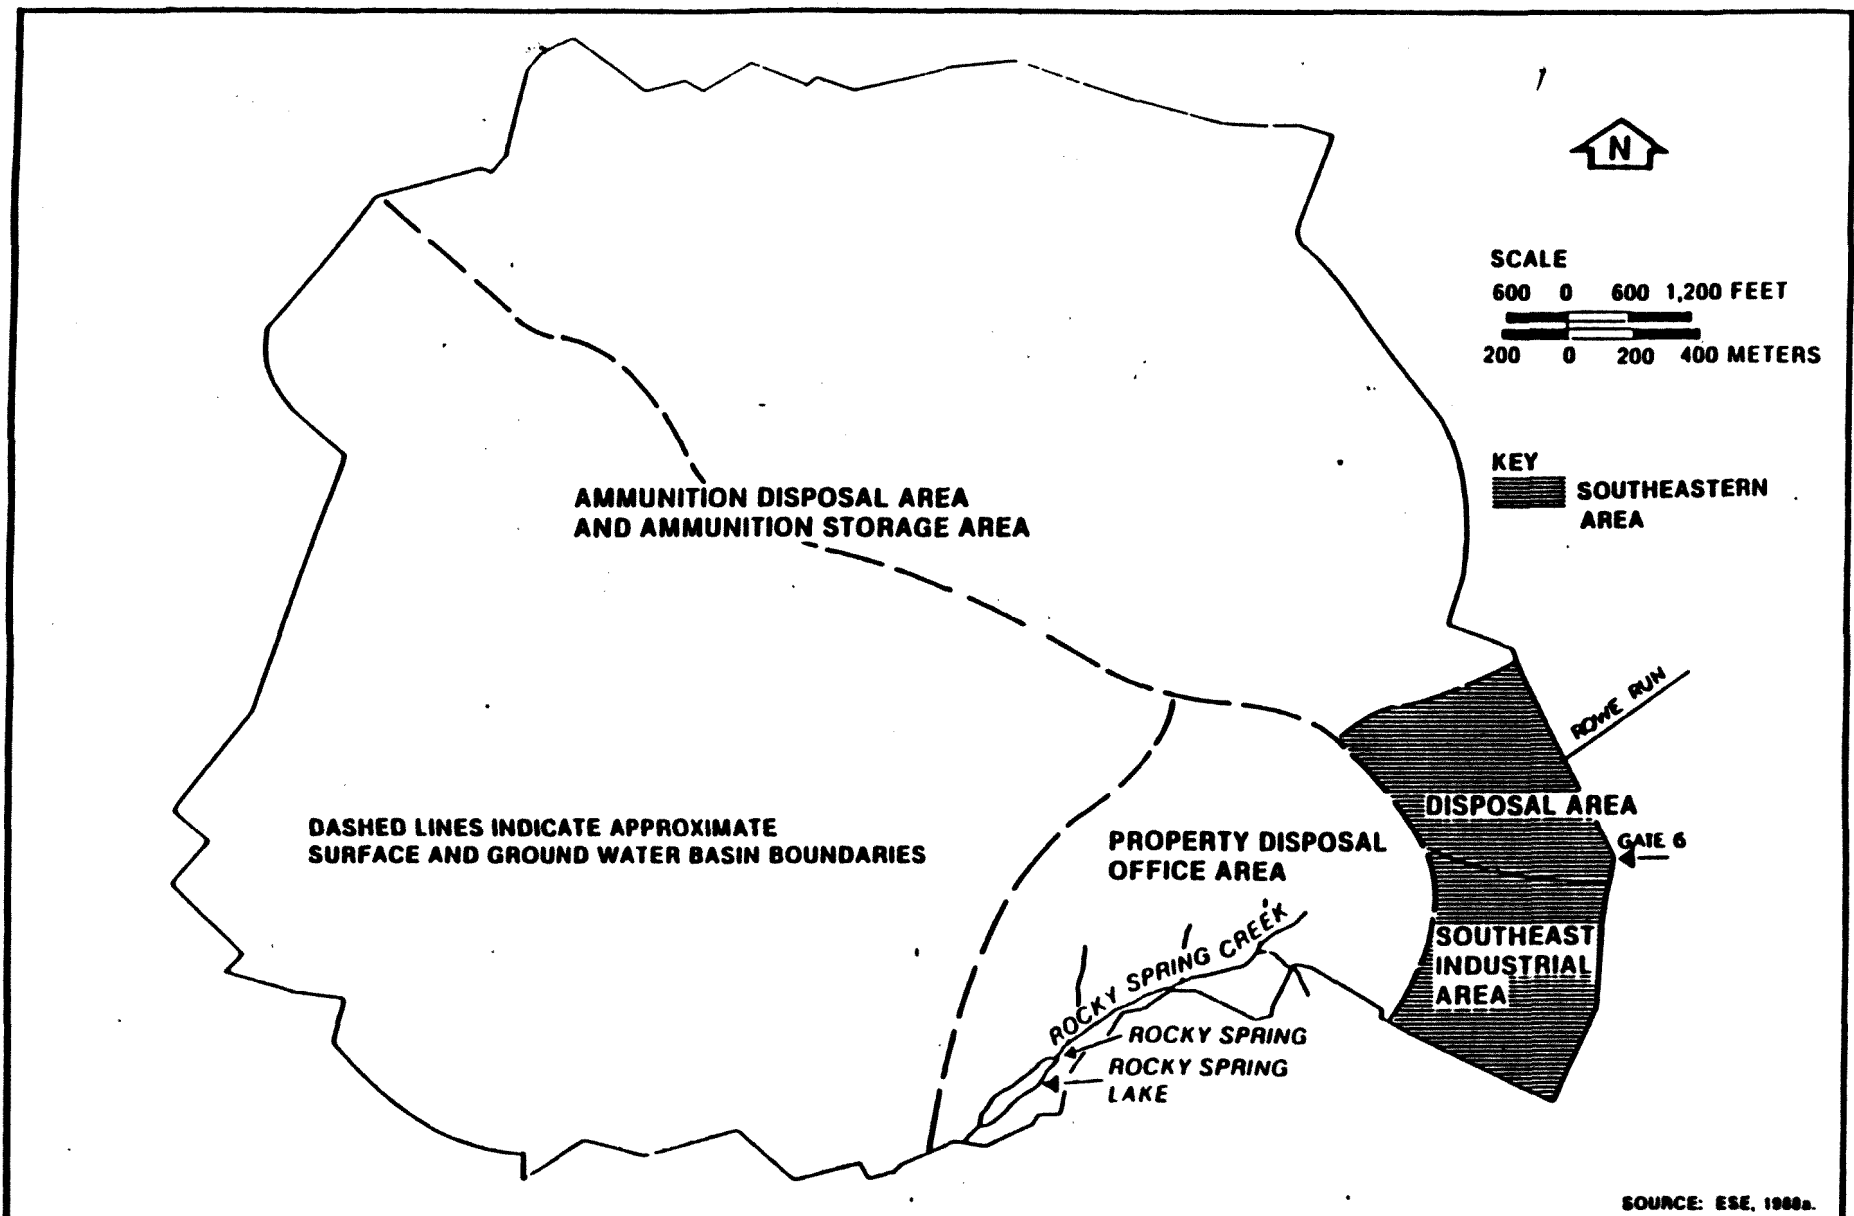 N
SCALE
600 0 600 1,200 FEET
200 0 200 400 METERS
KEY
SOUTHEASTERN
AREA
AMMUNITION DISPOSAL AREA
AND AMMUNITION STORAGE AREA
ROWE RUN
DISPOSAL AREA
GATE 6
DASHED LINES INDICATE APPROXIMATE
SURFACE AND GROUND WATER BASIN BOUNDARIES
PROPERTY DISPOSAL
OFFICE AREA
SOUTHEAST
INDUSTRIAL
AREA
ROCKY SPRING CREEK
ROCKY SPRING
ROCKY SPRING
LAKE
SOURCE: ESE, 1988a.